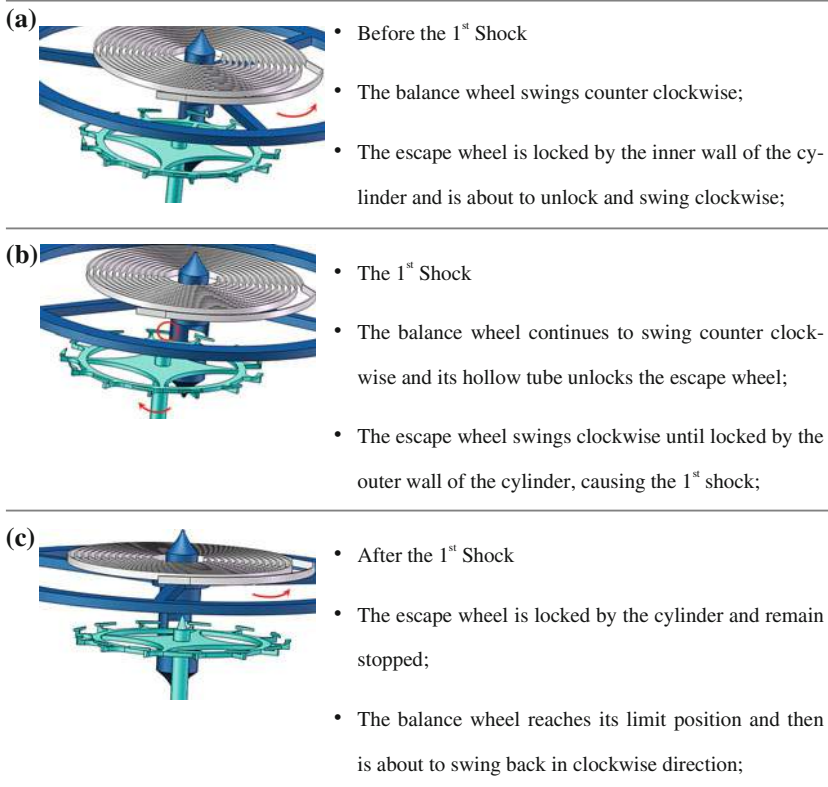 (a)
• Before the 1st Shock
• The balance wheel swings counter clockwise;
• The escape wheel is locked by the inner wall of the cy-
linder and is about to unlock and swing clockwise;
(b)
• The 1st Shock
• The balance wheel continues to swing counter clock-
wise and its hollow tube unlocks the escape wheel;
• The escape wheel swings clockwise until locked by the
outer wall of the cylinder, causing the 1st shock;
(c)
• After the 1st Shock
• The escape wheel is locked by the cylinder and remain
stopped;
• The balance wheel reaches its limit position and then
is about to swing back in clockwise direction;